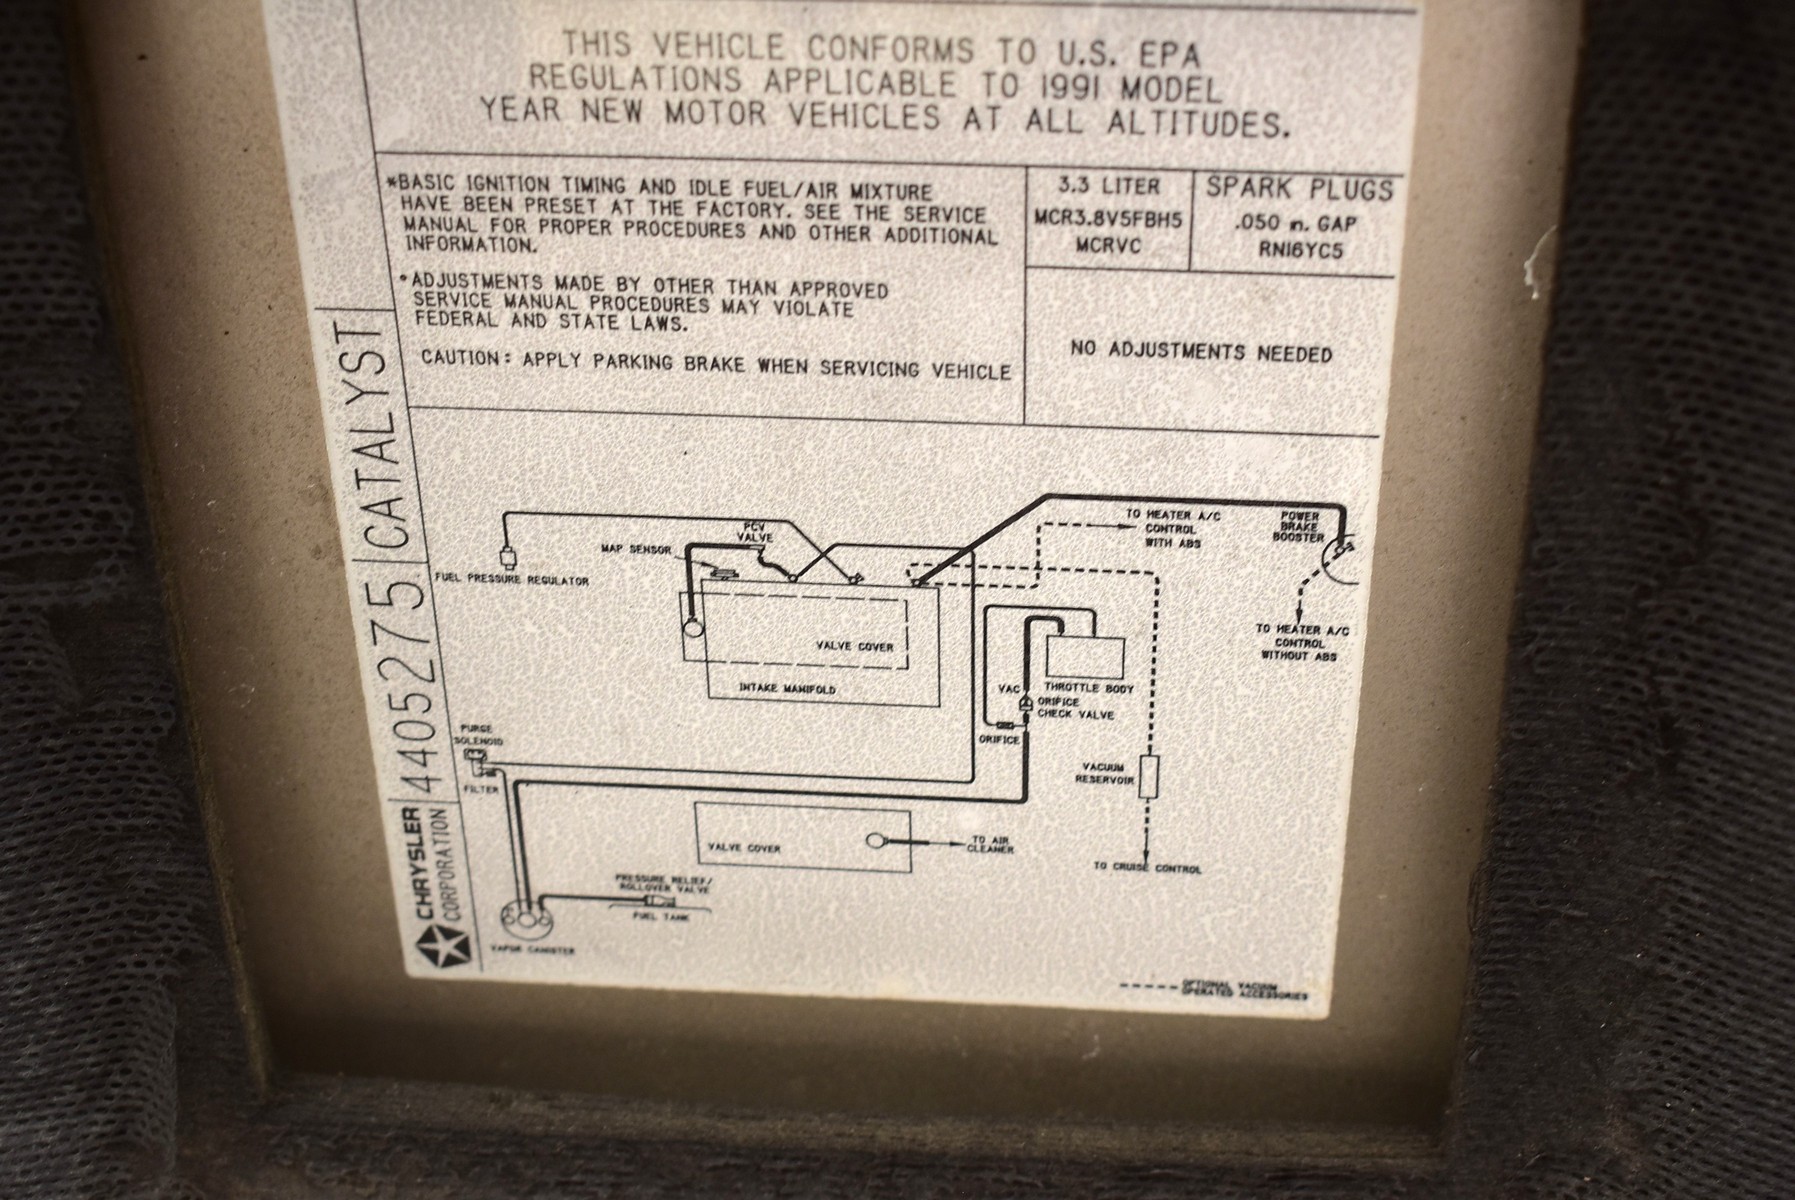 THIS VEHICLE CONFORMS TO U.S. EPA
REGULATIONS APPLICABLE TO 1991 MODEL
YEAR NEW MOTOR VEHICLES AT ALL ALTITUDES.
*BASIC IGNITION TIMING AND IDLE FUEL/AIR MIXTURE
HAVE BEEN PRESET AT THE FACTORY. SEE THE SERVICE
MANUAL FOR PROPER PROCEDURES AND OTHER ADDITIONAL
INFORMATION.
*ADJUSTMENTS MADE BY OTHER THAN APPROVED
SERVICE MANUAL PROCEDURES MAY VIOLATE
FEDERAL AND STATE LAWS.
CAUTION: APPLY PARKING BRAKE WHEN SERVICING VEHICLE
3.3 LITER
MCR3.8V5FBH5
MCRVC
SPARK PLUGS
.050 in. GAP
RN16YC5
NO ADJUSTMENTS NEEDED
CATALYST
4405275
CHRYSLER
CORPORATION
FUEL PRESSURE REGULATOR
MAP SENSOR
PCV
VALVE
TO HEATER A/C
CONTROL
WITH ABS
POWER
BRAKE
BOOSTER
TO HEATER A/C
CONTROL
WITHOUT ABS
VALVE COVER
INTAKE MANIFOLD
VAC
THROTTLE BODY
ORIFICE
CHECK VALVE
ORIFICE
PURGE
SOLENOID
FILTER
VACUUM
RESERVOIR
VALVE COVER
TO AIR
CLEANER
TO CRUISE CONTROL
PRESSURE RELIEF/
ROLLOVER VALVE
FUEL TANK
VAPOR CANISTER
OPTIONAL VACUUM
OPERATED ACCESSORIES